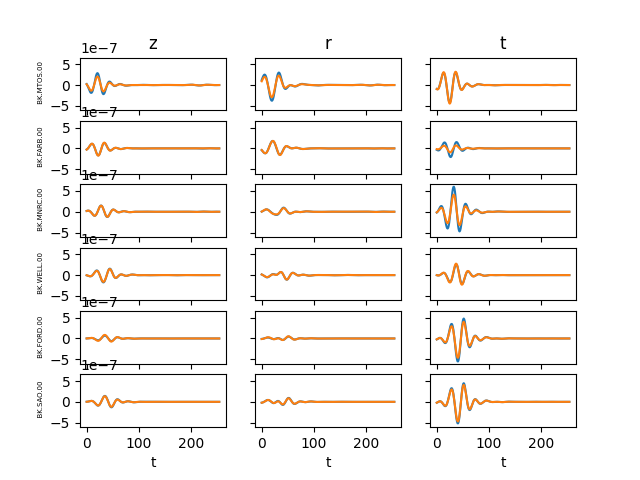 z r t
1e−7
BK.MTOS.00 5 0 −5
1e−7
BK.FARB.00 5 0 −5
1e−7
BK.MNRC.00 5 0 −5
1e−7
BK.WELL.00 5 0 −5
1e−7
BK.FORD.00 5 0 −5
1e−7
BK.SAO.00 5 0 −5
0 100 200 0 100 200 0 100 200
t t t